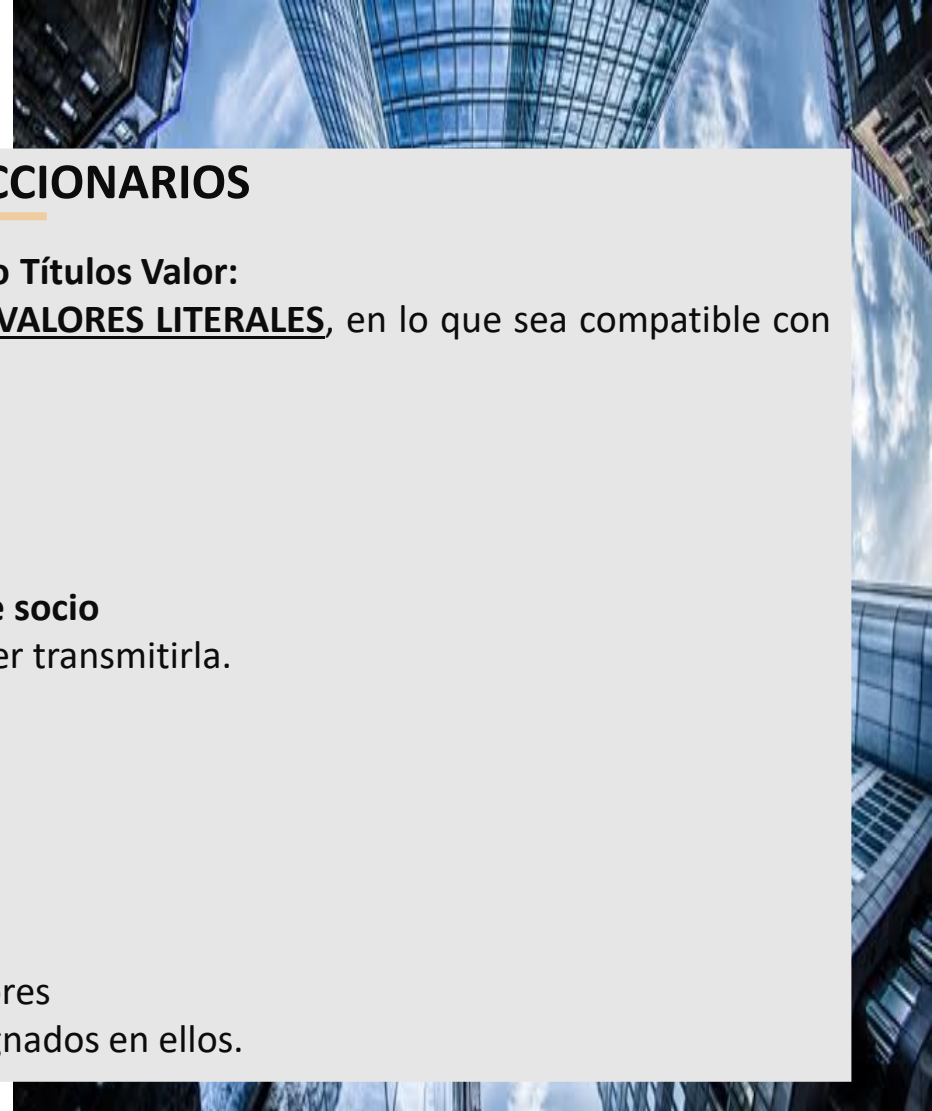 CCIONARIOS
o Títulos Valor:
VALORES LITERALES, en lo que sea compatible con
e socio
er transmitirla.
res
gnados en ellos.